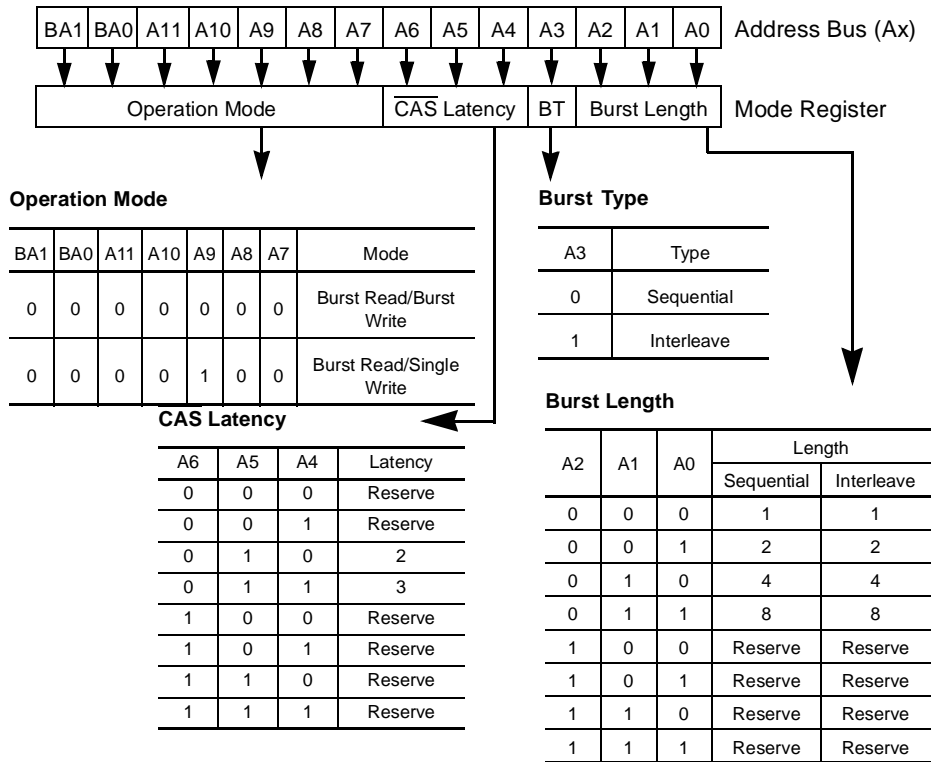 BA1 BA0 A11 A10 A9 A8 A7 A6 A5 A4 A3 A2 A1 A0 Address Bus (Ax)
Operation Mode CAS Latency BT Burst Length Mode Register
Operation Mode
BA1 BA0 A11 A10 A9 A8 A7 Mode
0 0 0 0 0 0 0 Burst Read/Burst
Write
0 0 0 0 1 0 0 Burst Read/Single
Write
Burst Type
A3 Type
0 Sequential
1 Interleave
CAS Latency
A6 A5 A4 Latency
0 0 0 Reserve
0 0 1 Reserve
0 1 0 2
0 1 1 3
1 0 0 Reserve
1 0 1 Reserve
1 1 0 Reserve
1 1 1 Reserve
Burst Length
A2 A1 A0 Length
Sequential Interleave
0 0 0 1 1
0 0 1 2 2
0 1 0 4 4
0 1 1 8 8
1 0 0 Reserve Reserve
1 0 1 Reserve Reserve
1 1 0 Reserve Reserve
1 1 1 Reserve Reserve